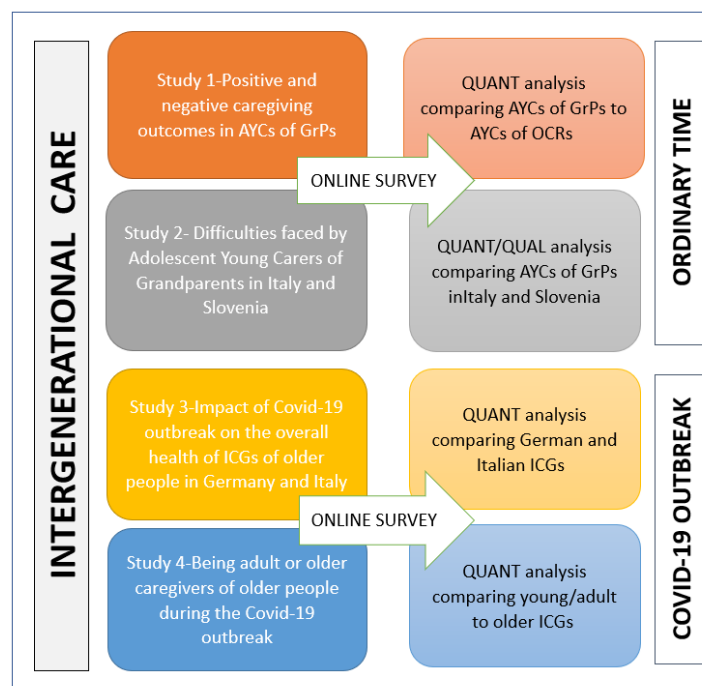 INTERGENERATIONAL CARE
Study 1-Positive and
negative caregiving
outcomes in AYCs of GrPs
QUANT analysis
comparing AYCs of GrPs to
AYCs of OCRs
ONLINE SURVEY
Study 2- Difficulties faced by
Adolescent Young Carers of
Grandparents in Italy and
Slovenia
QUANT/QUAL analysis
comparing AYCs of GrPs
inItaly and Slovenia
ORDINARY TIME
Study 3-Impact of Covid-19
outbreak on the overall
health of ICGs of older
people in Germany and Italy
QUANT analysis
comparing German and
Italian ICGs
ONLINE SURVEY
Study 4-Being adult or older
caregivers of older people
during the Covid-19
outbreak
QUANT analysis
comparing young/adult
to older ICGs
COVID-19 OUTBREAK